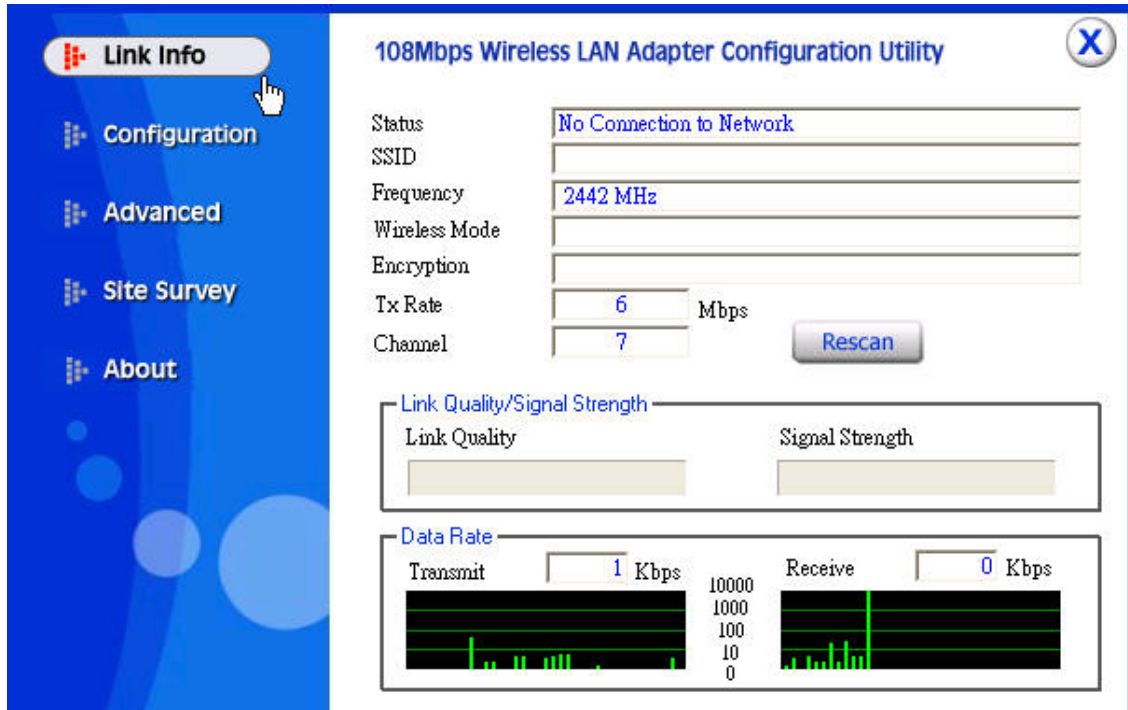 Link Info
Configuration
Advanced
Site Survey
About
108Mbps Wireless LAN Adapter Configuration Utility
X
Status No Connection to Network
SSID
Frequency 2442 MHz
Wireless Mode
Encryption
Tx Rate 6 Mbps
Channel 7 Rescan
Link Quality/Signal Strength
Link Quality Signal Strength
Data Rate
Transmit 1 Kbps Receive 0 Kbps
10000
1000
100
10
0